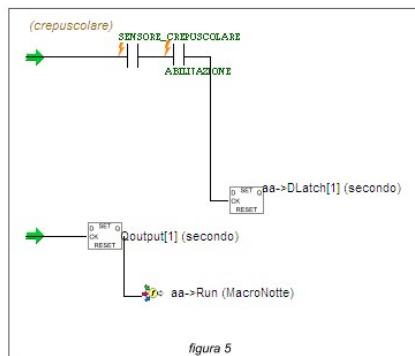 (crepuscolare)
SENSORE_CREPUSCOLARE
ABILITAZIONE
D SET Q
CK
RESET
aa->DLatch[1] (secondo)
D SET Q
CK
RESET
Qoutput[1] (secondo)
aa->Run (MacroNotte)
figura 5